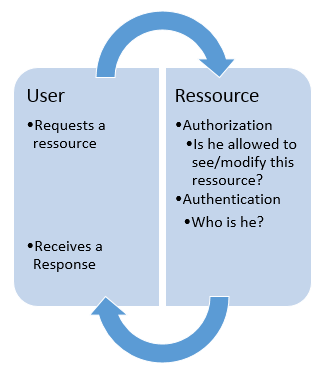 User
•Requests a
ressource
•Receives a
Response
Ressource
•Authorization
•Is he allowed to
see/modify this
ressource?
•Authentication
•Who is he?